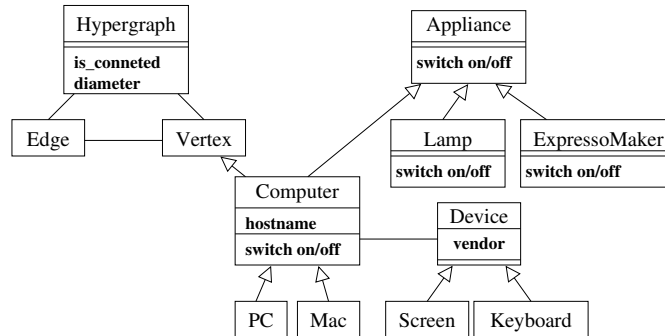 Hypergraph
is_conneted
diameter
Appliance
switch on/off
Edge
Vertex
Lamp
switch on/off
ExpressoMaker
switch on/off
Computer
hostname
switch on/off
Device
vendor
PC
Mac
Screen
Keyboard